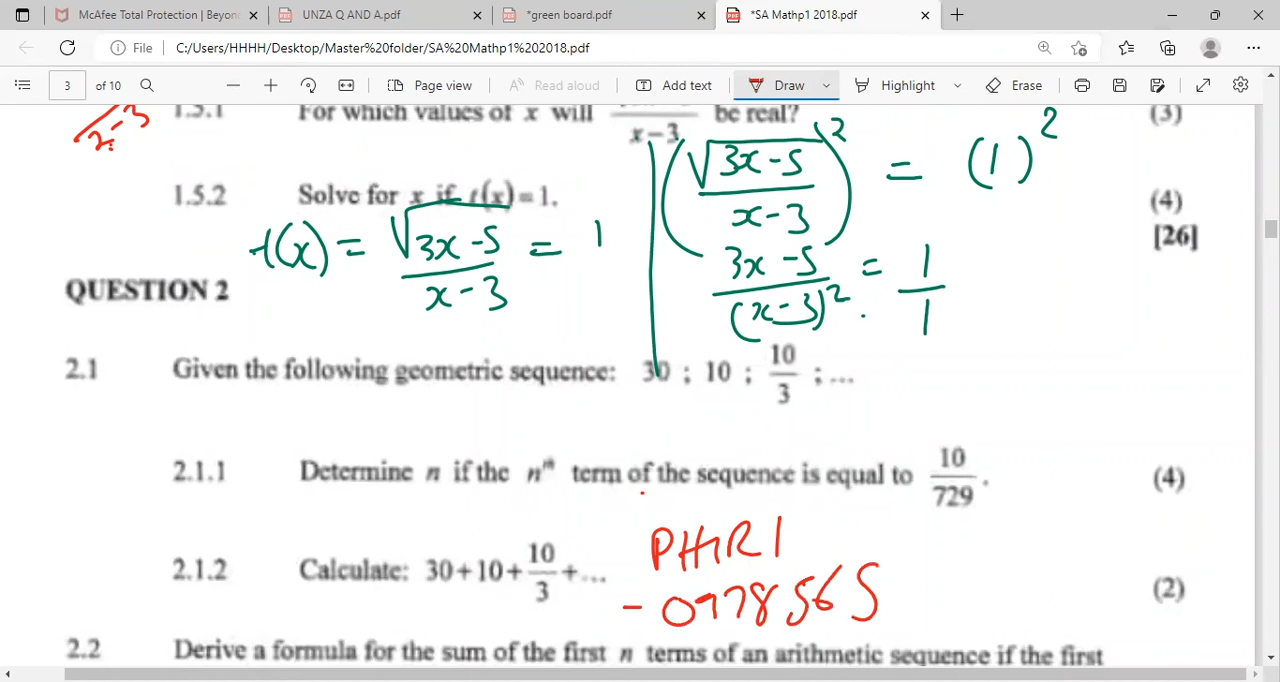 McAfee Total Protection | Beyon
UNZA Q AND A.pdf
*green board.pdf
*SA Mathp1 2018.pdf
File
C:/Users/HHHH/Desktop/Master%20folder/SA%20Mathp1%202018.pdf
3 of 10
Page view
Read aloud
Add text
Draw
Highlight
Erase
2-3
1.5.1 For which values of x will x-3 be real? (3)
(√(3x-5)/(x-3))² = (1)²
1.5.2 Solve for x if t(x)=1. (4)
[26]
t(x) = √(3x-5)/(x-3) = 1
(3x-5)/(x-3)² = 1/1
QUESTION 2
2.1 Given the following geometric sequence: 30 ; 10 ; 10/3 ; ...
2.1.1 Determine n if the nth term of the sequence is equal to 10/729. (4)
PHIRI
2.1.2 Calculate: 30+10+10/3+... (2)
- 0978565
2.2 Derive a formula for the sum of the first n terms of an arithmetic sequence if the first